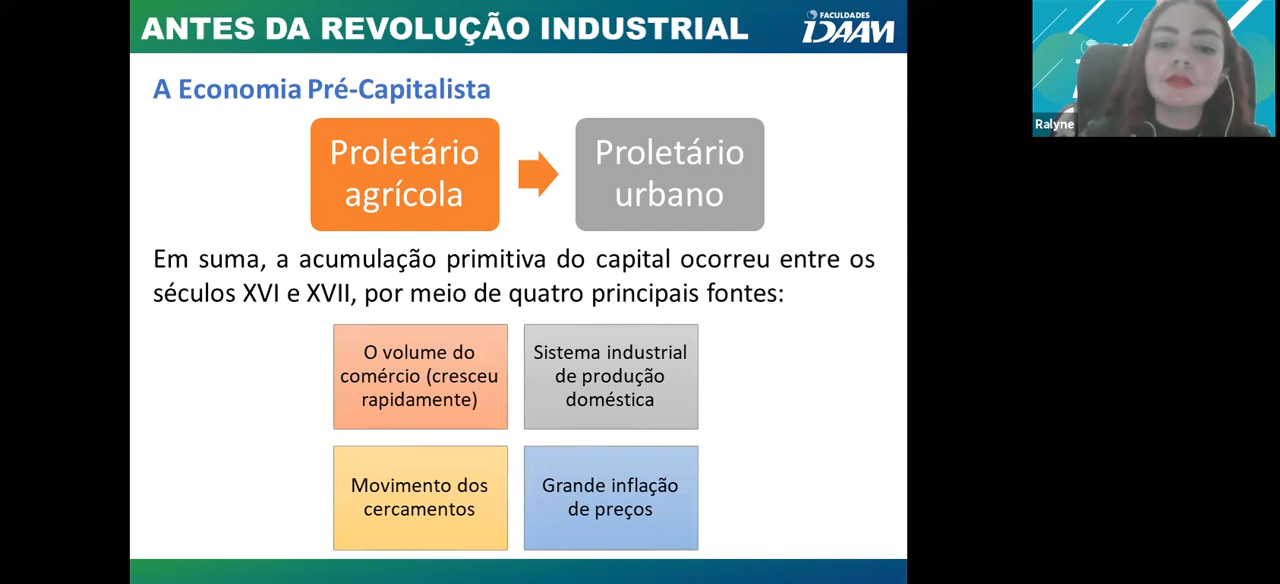 ANTES DA REVOLUÇÃO INDUSTRIAL
FACULDADES
IDAAM
A Economia Pré-Capitalista
Proletário
agrícola
Proletário
urbano
Em suma, a acumulação primitiva do capital ocorreu entre os
séculos XVI e XVII, por meio de quatro principais fontes:
O volume do
comércio (cresceu
rapidamente)
Sistema industrial
de produção
doméstica
Movimento dos
cercamentos
Grande inflação
de preços
Ralyne